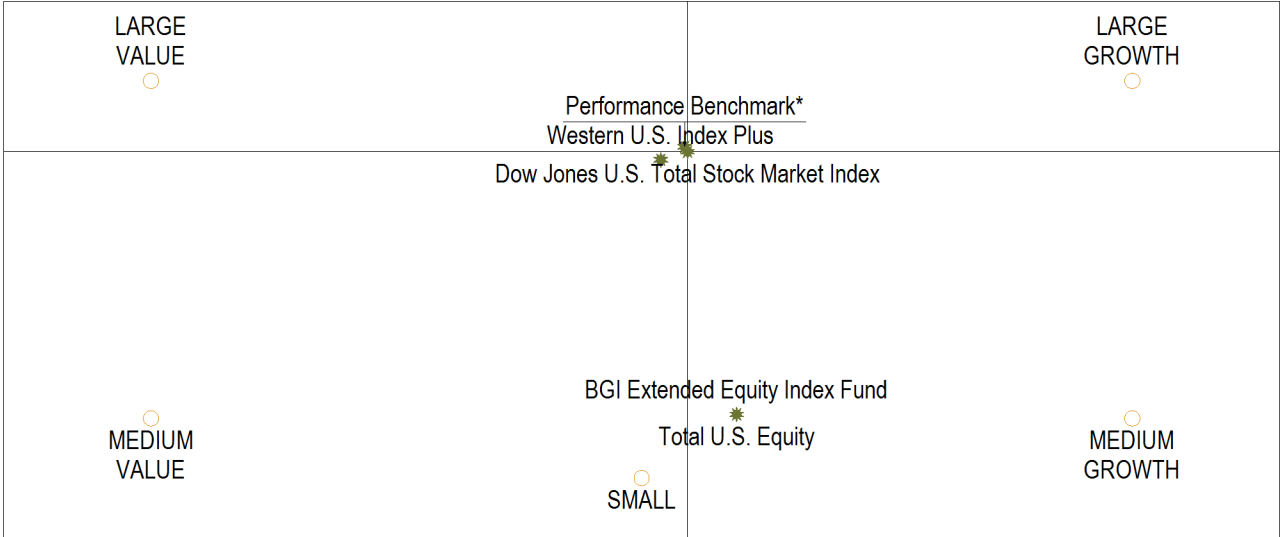 LARGE
VALUE
LARGE
GROWTH
Performance Benchmark*
Western U.S. Index Plus
Dow Jones U.S. Total Stock Market Index
BGI Extended Equity Index Fund
Total U.S. Equity
MEDIUM
VALUE
MEDIUM
GROWTH
SMALL